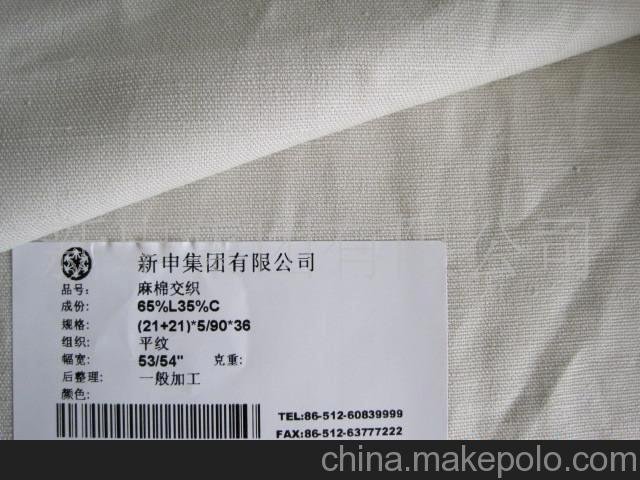 新申集团有限公司
品号: 麻棉交织
成份: 65%L35%C
规格: (21+21)*5/90*36
组织: 平纹
幅宽: 53/54" 克重:
后整理: 一般加工
颜色:
TEL:86-512-60839999
FAX:86-512-63777222
china.makepolo.com